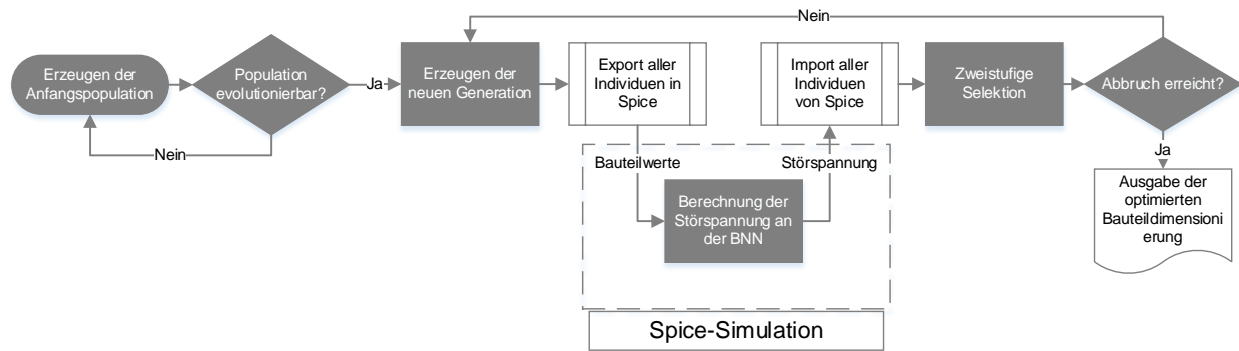 Nein
Erzeugen der
Anfangspopulation
Population
evolutionierbar?
Ja
Nein
Erzeugen der
neuen Generation
Export aller
Individuen in
Spice
Import aller
Individuen
von Spice
Zweistufige
Selektion
Abbruch erreicht?
Ja
Bauteilwerte
Störspannung
Berechnung der
Störspannung an
der BNN
Ausgabe der
optimierten
Bauteildimensioni
erung
Spice-Simulation